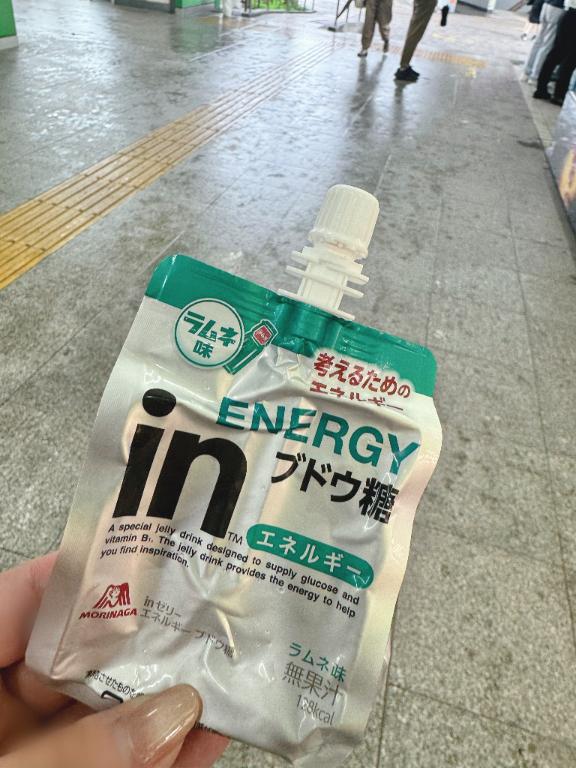 ラムネ
味
考えるための
エネルギー
ENERGY
in
ブドウ糖
TM
エネルギー
A special jelly drink designed to supply glucose and
vitamin B₁. The jelly drink provides the energy to help
you find inspiration.
MORINAGA
inゼリー
エネルギー ブドウ糖
ラムネ味
無果汁
128kcal